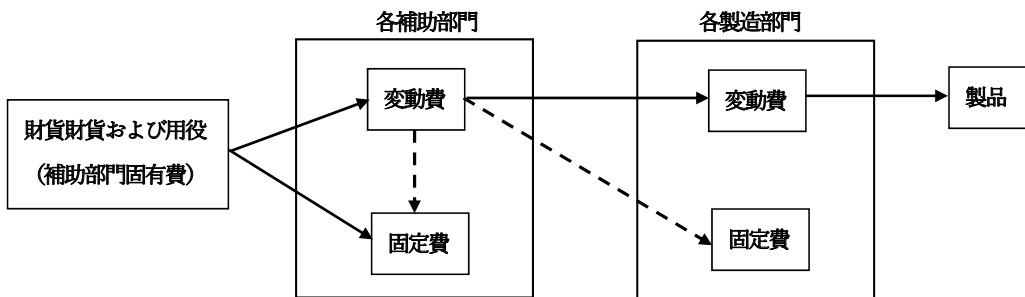 各補助部門
各製造部門
変動費
変動費
製品
財貨財貨および用役
（補助部門固有費）
固定費
固定費